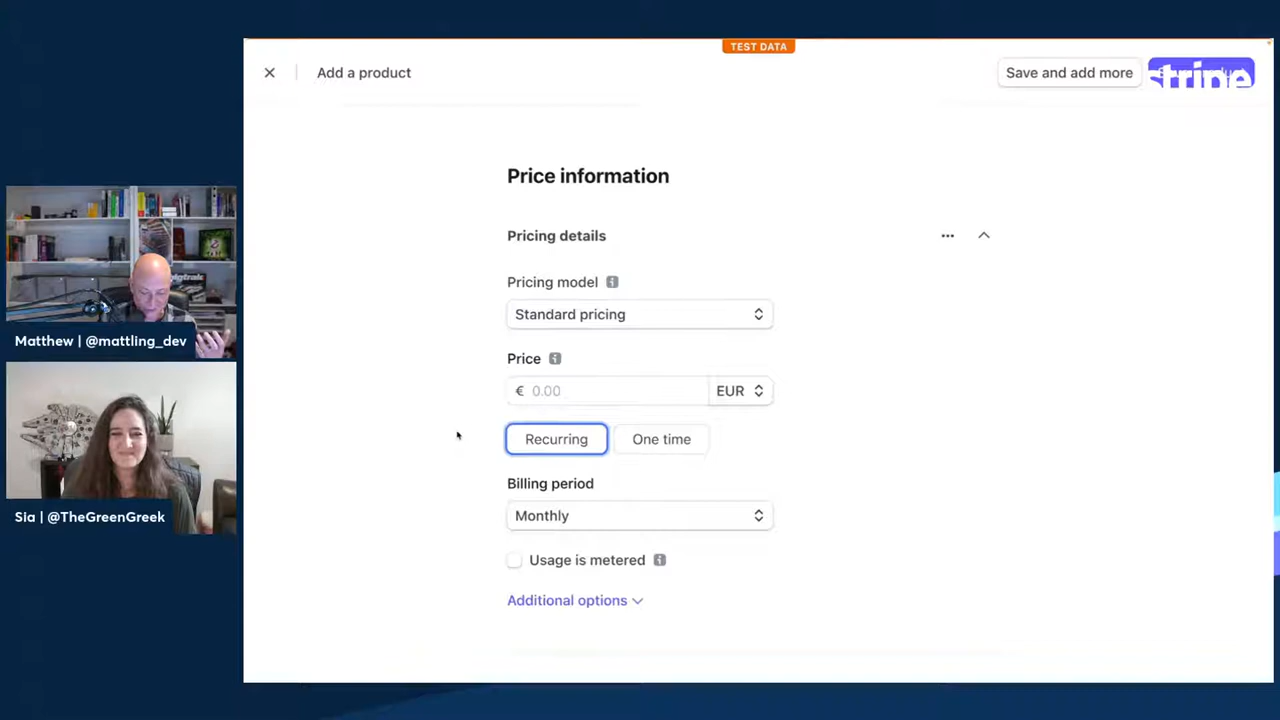 TEST DATA
Add a product
Save and add more
stripe
Price information
Pricing details
Pricing model
Standard pricing
Price
€ 0.00
EUR
Recurring
One time
Billing period
Monthly
Usage is metered
Additional options
Matthew | @mattling_dev
Sia | @TheGreenGreek